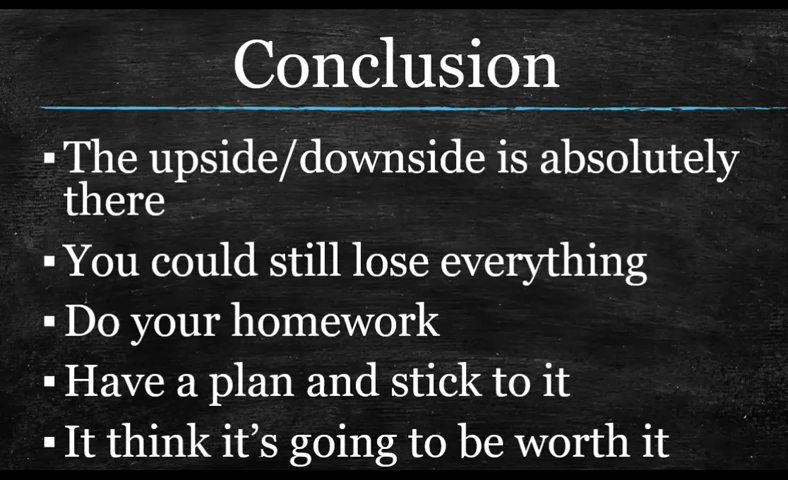 Conclusion
▪ The upside/downside is absolutely
there
▪ You could still lose everything
▪ Do your homework
▪ Have a plan and stick to it
▪ It think it’s going to be worth it